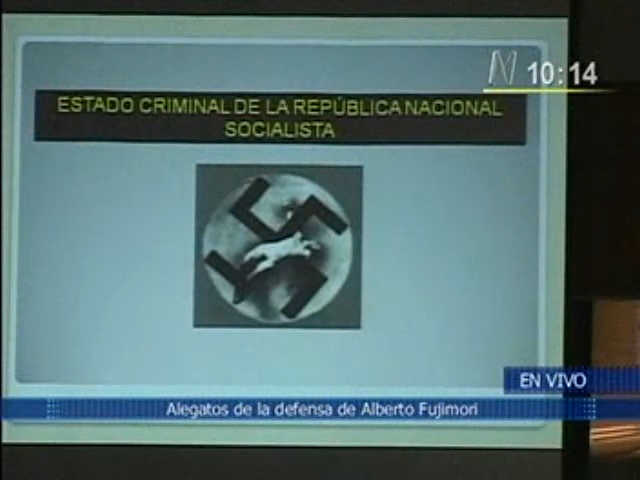 N 10:14
ESTADO CRIMINAL DE LA REPÚBLICA NACIONAL
SOCIALISTA
EN VIVO
Alegatos de la defensa de Alberto Fujimori